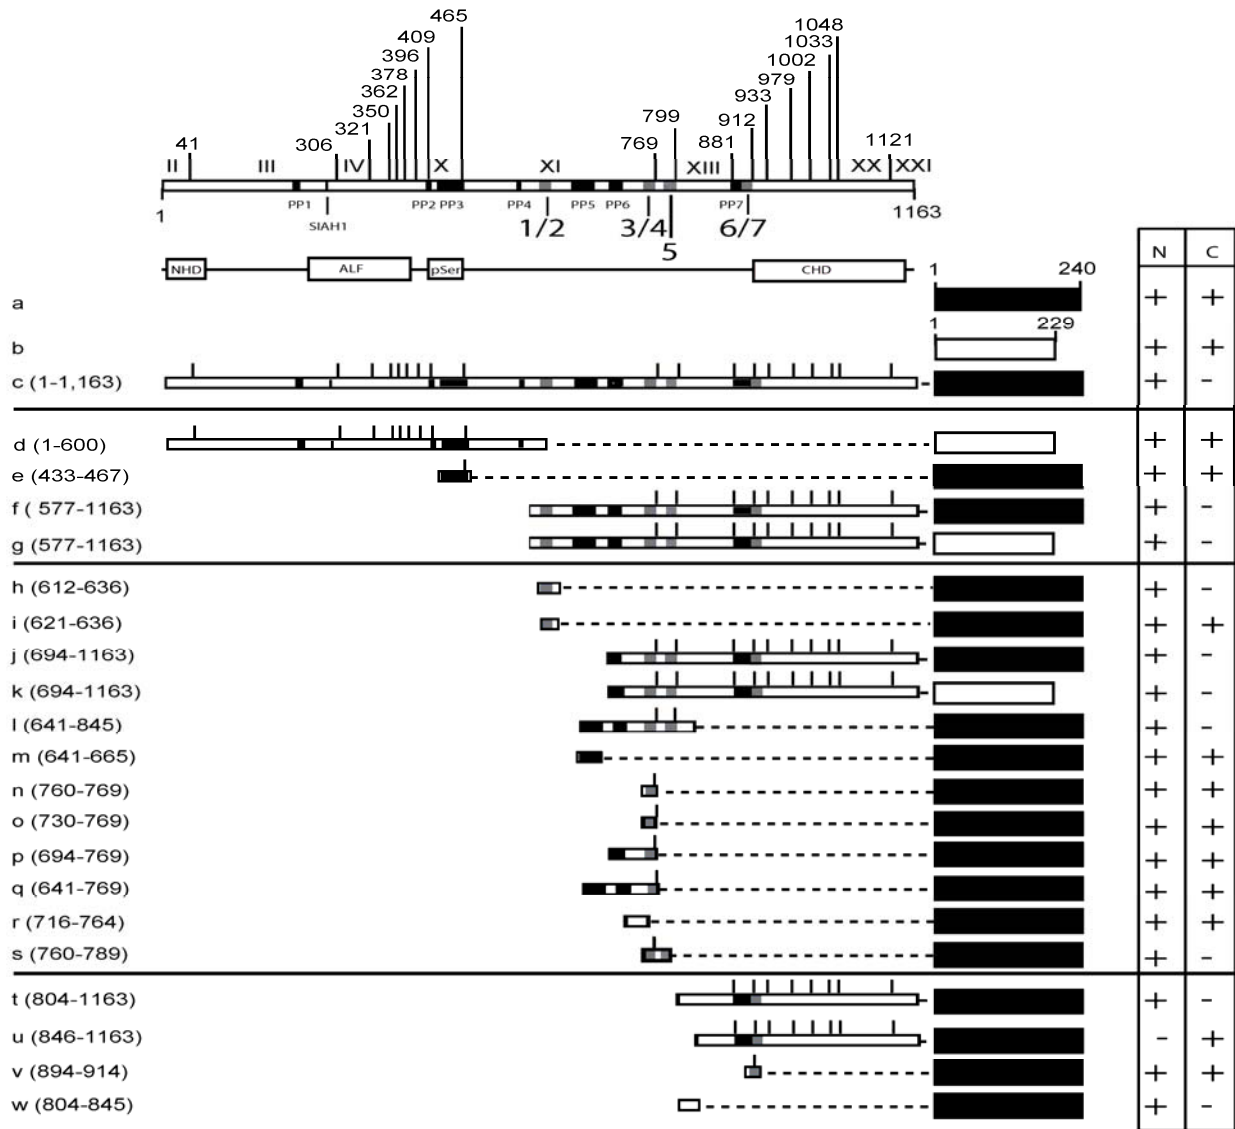 465
1048
409
1033
396
1002
378
979
362
933
350
799
912
41
306
321
769
881
1121
II III IV X XI XIII XX XXI
PP1 PP2 PP3 PP4 PP5 PP6 PP7
1 SIAH1 1/2 3/4 6/7 1163
5
N C
NHD ALF pSer CHD 1 240
a + +
1 229
b + +
c (1-1,163) + -
d (1-600) + +
e (433-467) + +
f ( 577-1163) + -
g (577-1163) + -
h (612-636) + -
i (621-636) + +
j (694-1163) + -
k (694-1163) + -
l (641-845) + -
m (641-665) + +
n (760-769) + +
o (730-769) + +
p (694-769) + +
q (641-769) + +
r (716-764) + +
s (760-789) + -
t (804-1163) + -
u (846-1163) - +
v (894-914) + +
w (804-845) + -